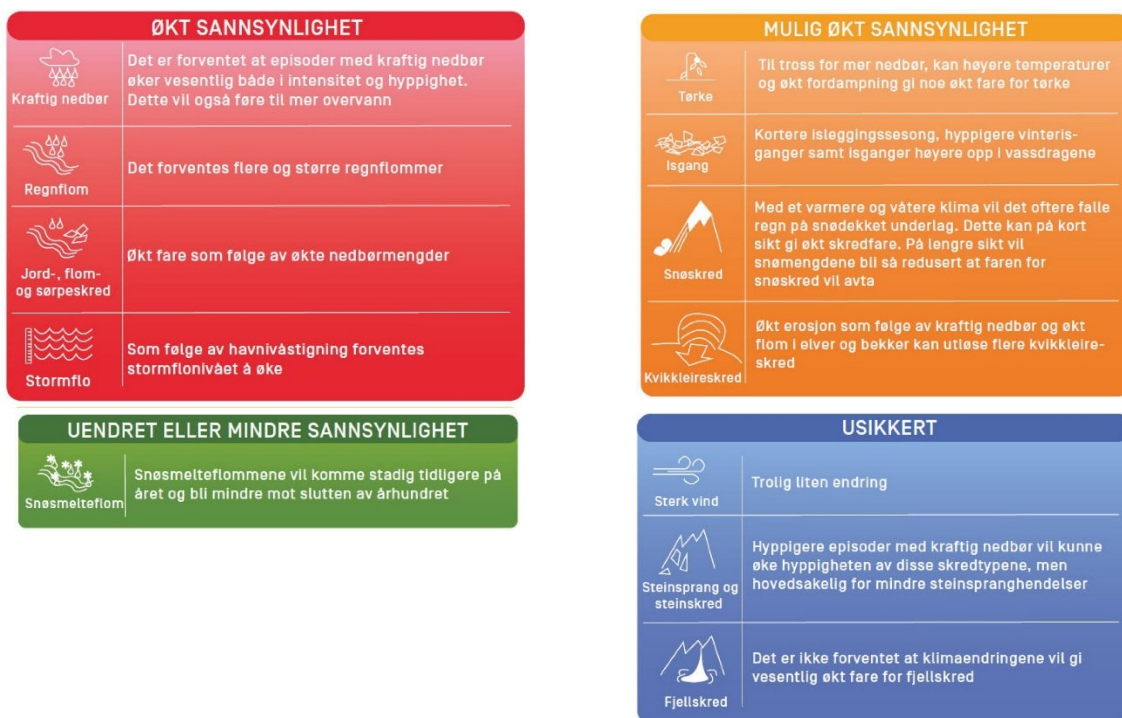 ØKT SANNSYNLIGHET
Kraftig nedbør
Det er forventet at episoder med kraftig nedbør
øker vesentlig både i intensitet og hyppighet.
Dette vil også føre til mer overvann
Regnflom
Det forventes flere og større regnflommer
Jord-, flom-
og sørpeskred
Økt fare som følge av økte nedbørmengder
Stormflo
Som følge av havnivåstigning forventes
stormflonivået å øke
UENDRET ELLER MINDRE SANNSYNLIGHET
Snøsmelteflom
Snøsmelteflommene vil komme stadig tidligere på
året og bli mindre mot slutten av århundret
MULIG ØKT SANNSYNLIGHET
Tørke
Til tross for mer nedbør, kan høyere temperaturer
og økt fordampning gi noe økt fare for tørke
Isgang
Kortere isleggingssesong, hyppigere vinteris-
ganger samt isganger høyere opp i vassdragene
Snøskred
Med et varmere og våtere klima vil det oftere falle
regn på snødekket underlag. Dette kan på kort
sikt gi økt skredfare. På lengre sikt vil
snømengdene bli så redusert at faren for
snøskred vil avta
Kvikkleireskred
Økt erosjon som følge av kraftig nedbør og økt
flom i elver og bekker kan utløse flere kvikkleire-
skred
USIKKERT
Sterk vind
Trolig liten endring
Steinsprang og
steinskred
Hyppigere episoder med kraftig nedbør vil kunne
øke hyppigheten av disse skredtypene, men
hovedsakelig for mindre steinspranghendelser
Fjellskred
Det er ikke forventet at klimaendringene vil gi
vesentlig økt fare for fjellskred